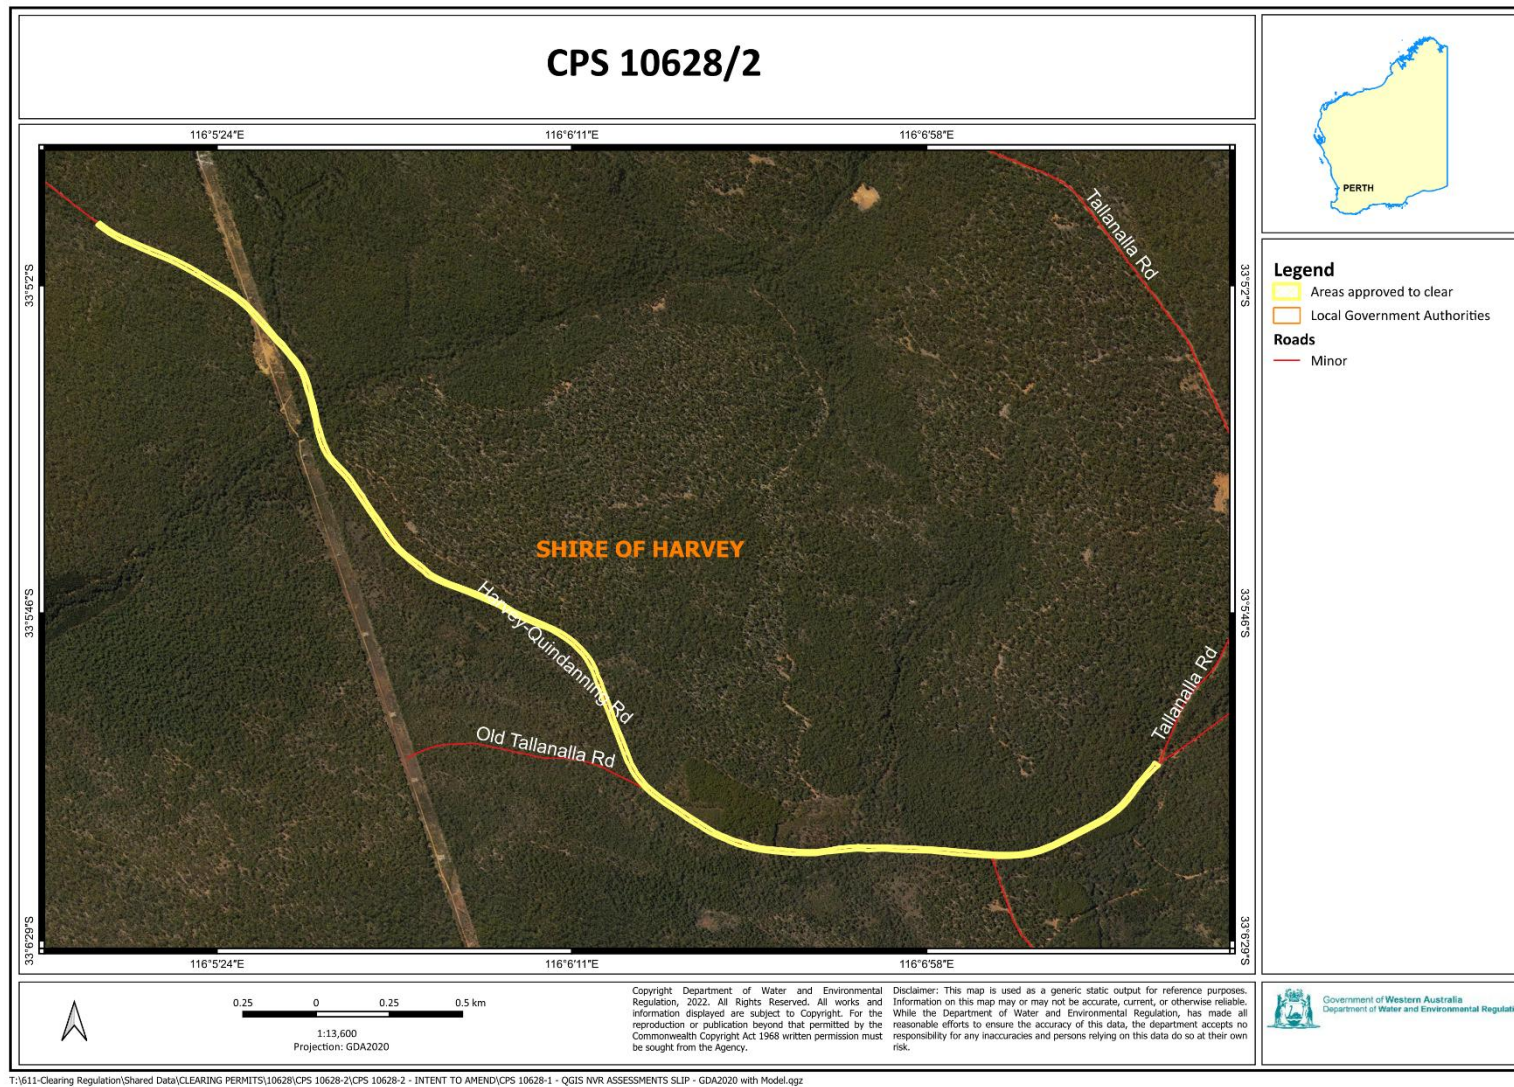 CPS 10628/2
116°5'24"E
116°6'11"E
116°6'58"E
33°5'2"S
33°5'2"S
Tallanalla Rd
SHIRE OF HARVEY
33°5'46"S
33°5'46"S
Harvey-Quindanning Rd
Old Tallanalla Rd
Tallanalla Rd
33°6'29"S
33°6'29"S
116°5'24"E
116°6'11"E
116°6'58"E
PERTH
Legend
Areas approved to clear
Local Government Authorities
Roads
Minor
0.25 0 0.25 0.5 km
1:13,600
Projection: GDA2020
Copyright Department of Water and Environmental
Regulation, 2022. All Rights Reserved. All works and
information displayed are subject to Copyright. For the
reproduction or publication beyond that permitted by the
Commonwealth Copyright Act 1968 written permission must
be sought from the Agency.
Disclaimer: This map is used as a generic static output for reference purposes.
Information on this map may or may not be accurate, current, or otherwise reliable.
While the Department of Water and Environmental Regulation, has made all
reasonable efforts to ensure the accuracy of this data, the department accepts no
responsibility for any inaccuracies and persons relying on this data do so at their own
risk.
Government of Western Australia
Department of Water and Environmental Regulati
T:\611-Clearing Regulation\Shared Data\CLEARING PERMITS\10628\CPS 10628-2\CPS 10628-2 - INTENT TO AMEND\CPS 10628-1 - QGIS NVR ASSESSMENTS SLIP - GDA2020 with Model.qgz